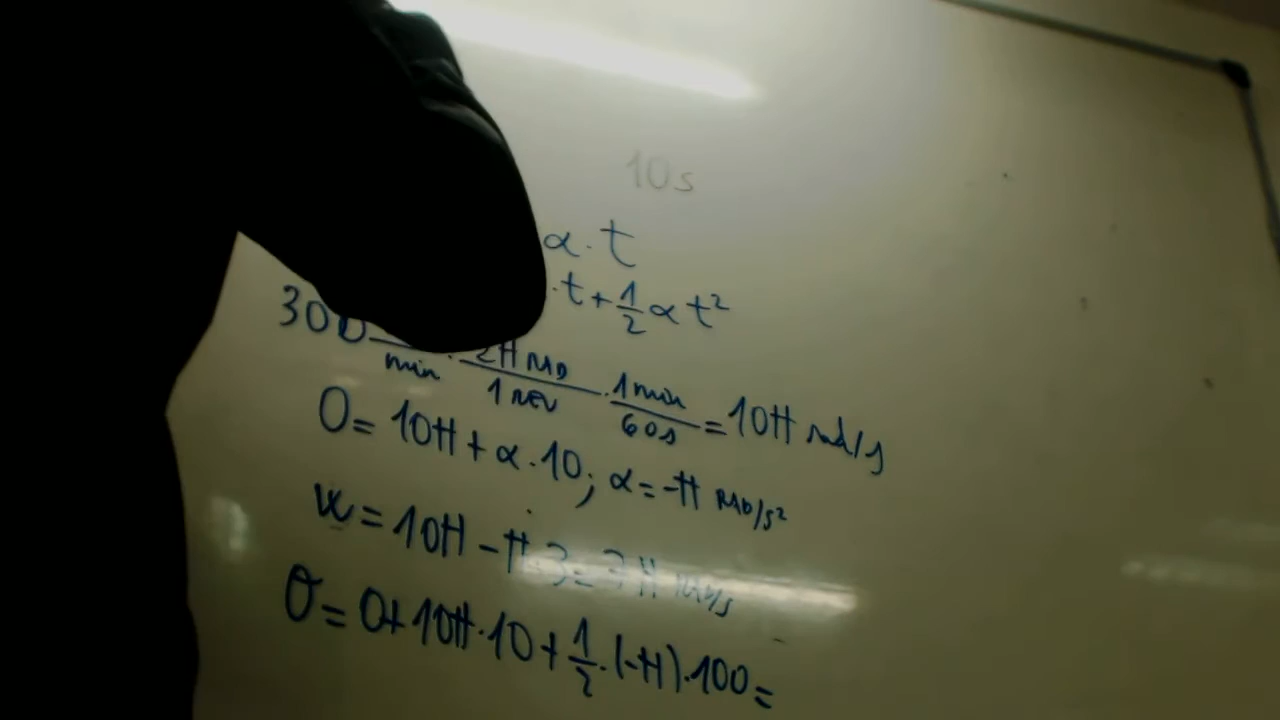 10s
α·t
·t+1/2 α t²
300 /min · 2π RAD/1 REV · 1 min/60s = 10π rad/s
0 = 10π + α·10; α = -π RAD/s²
w = 10π - π·3 = 7π RAD/s
θ = 0 + 10π·10 + 1/2·(-π)·100 =